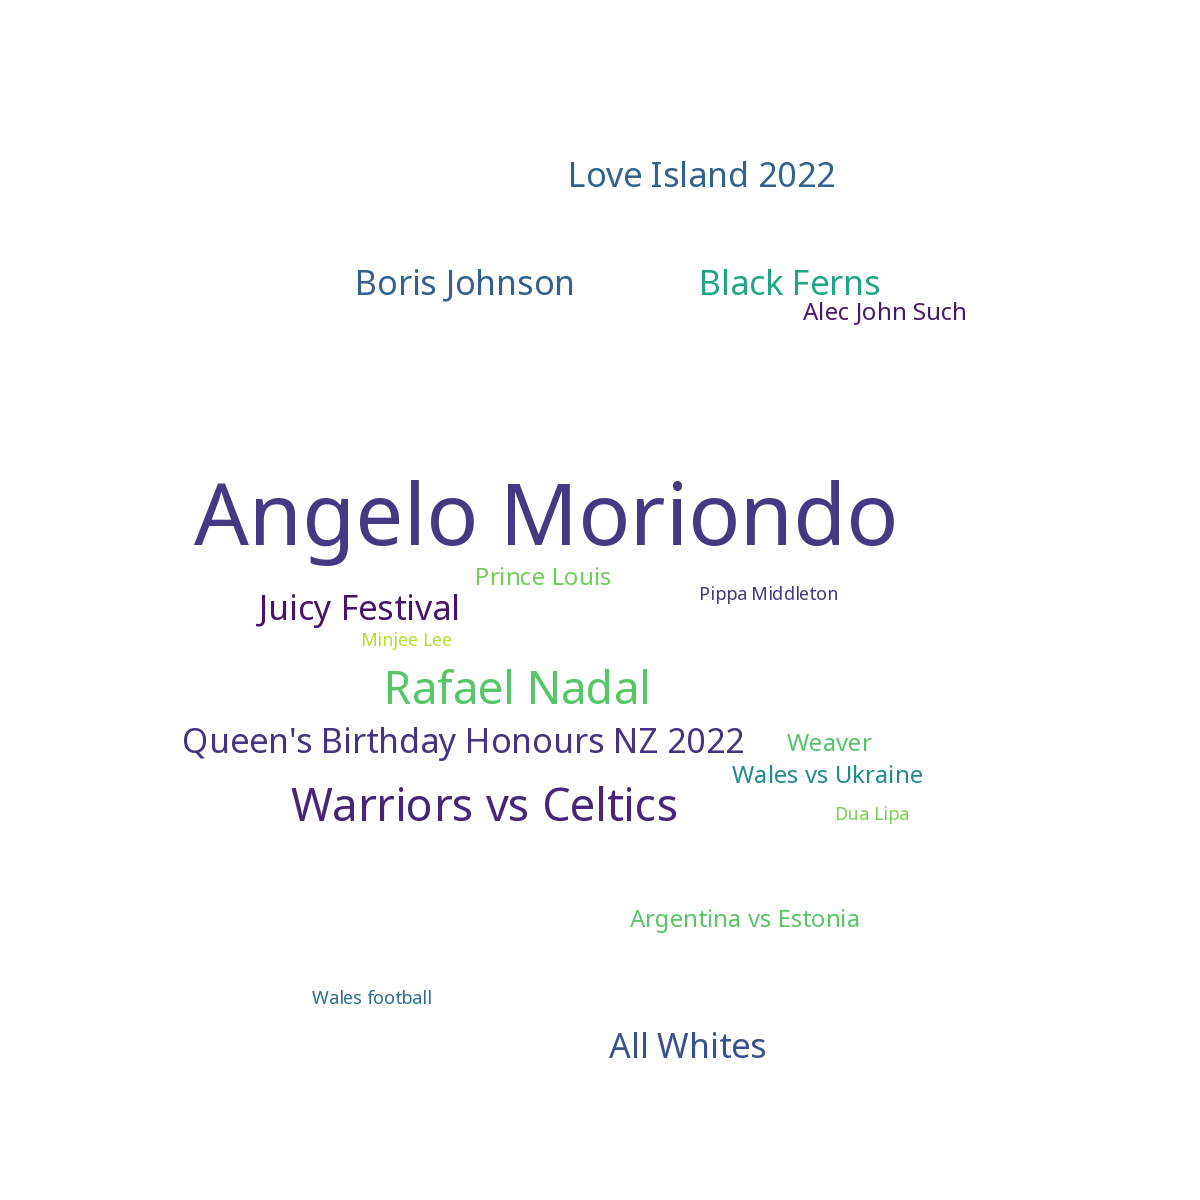 Love Island 2022
Boris Johnson
Black Ferns
Alec John Such
Angelo Moriondo
Prince Louis
Pippa Middleton
Juicy Festival
Minjee Lee
Rafael Nadal
Queen's Birthday Honours NZ 2022
Weaver
Wales vs Ukraine
Warriors vs Celtics
Dua Lipa
Argentina vs Estonia
Wales football
All Whites